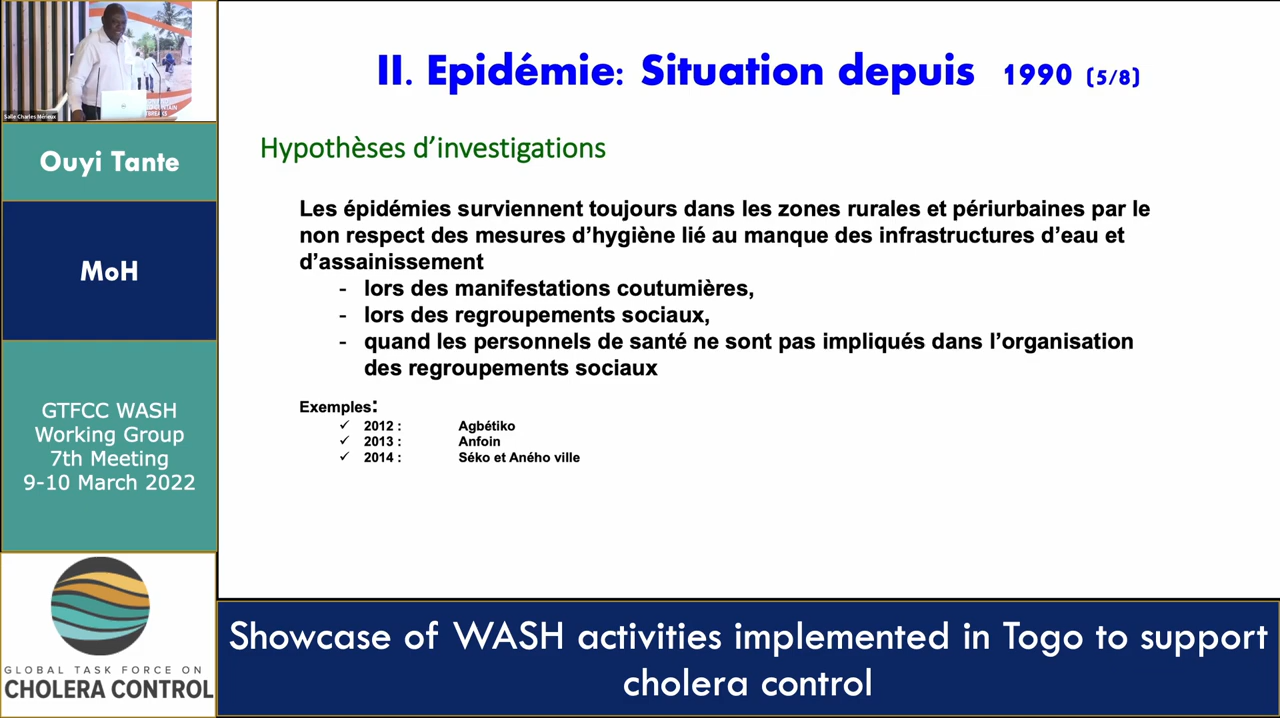 Salle Charles Mérieux
Ouyi Tante
MoH
GTFCC WASH
Working Group
7th Meeting
9-10 March 2022
GLOBAL TASK FORCE ON
CHOLERA CONTROL
II. Epidémie: Situation depuis 1990 (5/8)
Hypothèses d’investigations
Les épidémies surviennent toujours dans les zones rurales et périurbaines par le
non respect des mesures d’hygiène lié au manque des infrastructures d’eau et
d’assainissement
- lors des manifestations coutumières,
- lors des regroupements sociaux,
- quand les personnels de santé ne sont pas impliqués dans l’organisation
des regroupements sociaux
Exemples:
✓ 2012 : Agbétiko
✓ 2013 : Anfoin
✓ 2014 : Séko et Aného ville
Showcase of WASH activities implemented in Togo to support
cholera control